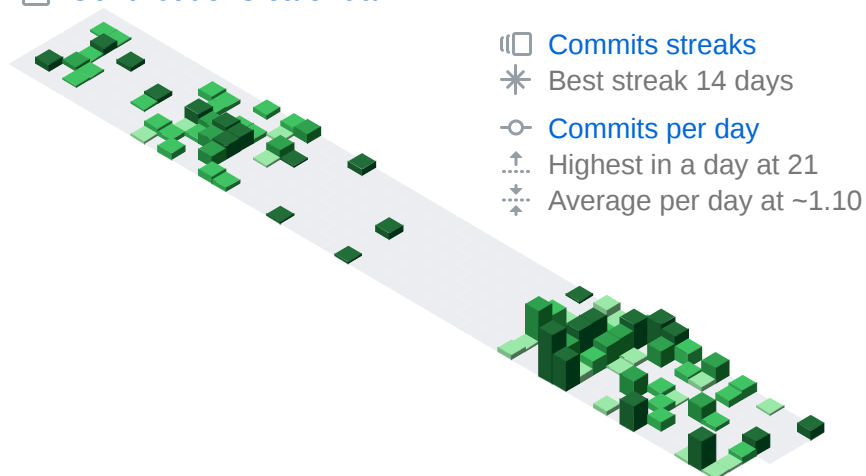 Commits streaks
Best streak 14 days
Commits per day
Highest in a day at 21
Average per day at ~1.10